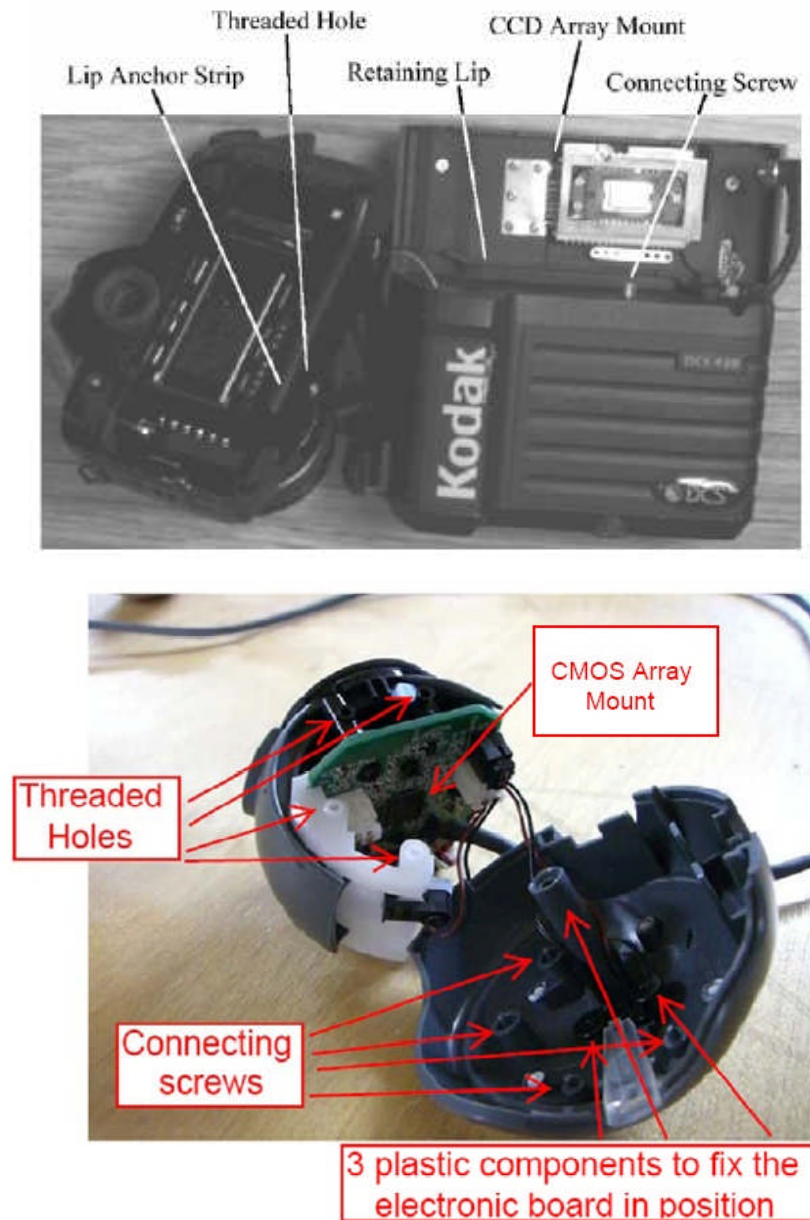 Threaded Hole
CCD Array Mount
Lip Anchor Strip
Retaining Lip
Connecting Screw
Kodak
DCS
CMOS Array
Mount
Threaded
Holes
Connecting
screws
3 plastic components to fix the
electronic board in position